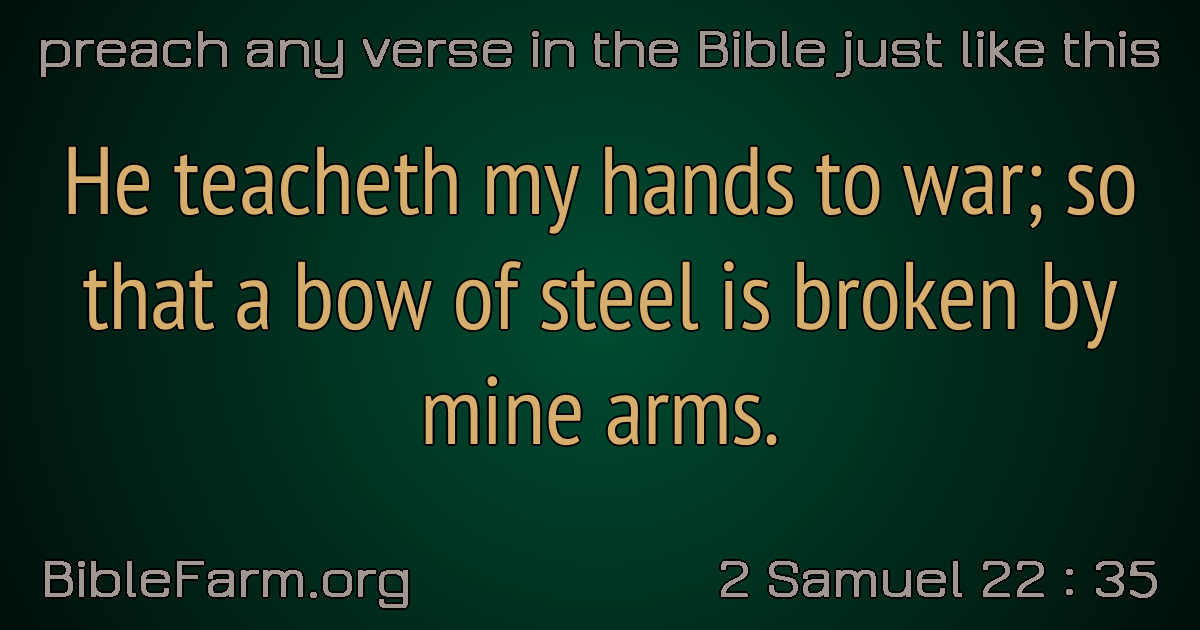 preach any verse in the Bible just like this
He teacheth my hands to war; so
that a bow of steel is broken by
mine arms.
BibleFarm.org
2 Samuel 22 : 35